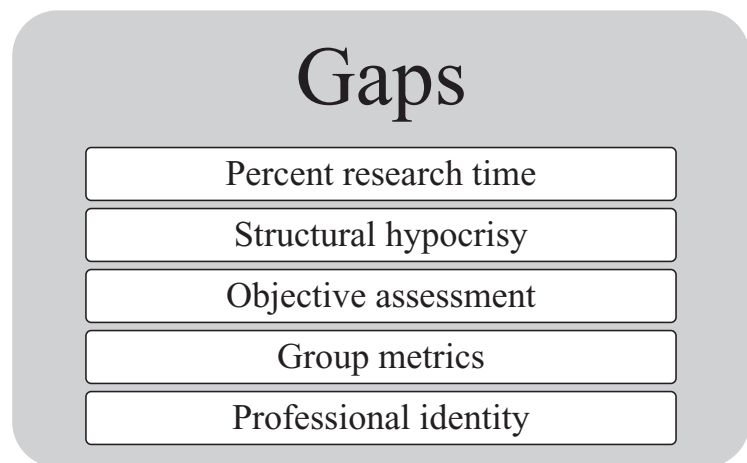 Gaps
Percent research time
Structural hypocrisy
Objective assessment
Group metrics
Professional identity